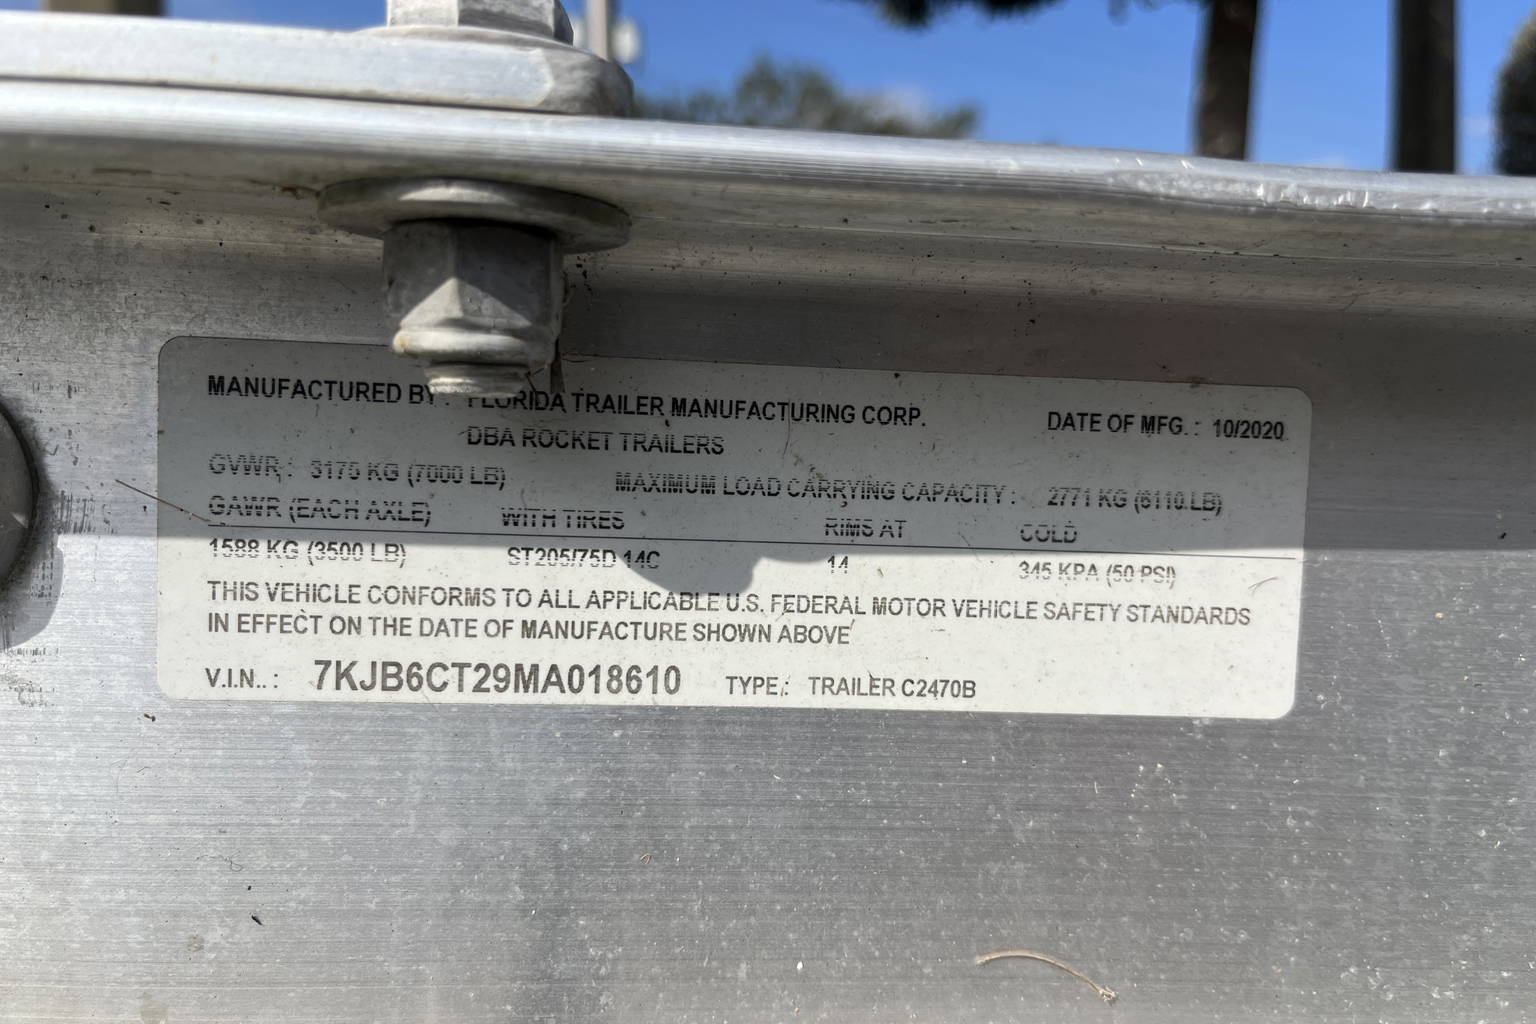 MANUFACTURED BY : FLORIDA TRAILER MANUFACTURING CORP. DATE OF MFG. : 10/2020
DBA ROCKET TRAILERS
GVWR : 3175 KG (7000 LB) MAXIMUM LOAD CARRYING CAPACITY : 2771 KG (6110 LB)
GAWR (EACH AXLE) WITH TIRES RIMS AT COLD
1588 KG (3500 LB) ST205/75D 14C 14 345 KPA (50 PSI)
THIS VEHICLE CONFORMS TO ALL APPLICABLE U.S. FEDERAL MOTOR VEHICLE SAFETY STANDARDS
IN EFFECT ON THE DATE OF MANUFACTURE SHOWN ABOVE
V.I.N.. : 7KJB6CT29MA018610 TYPE : TRAILER C2470B